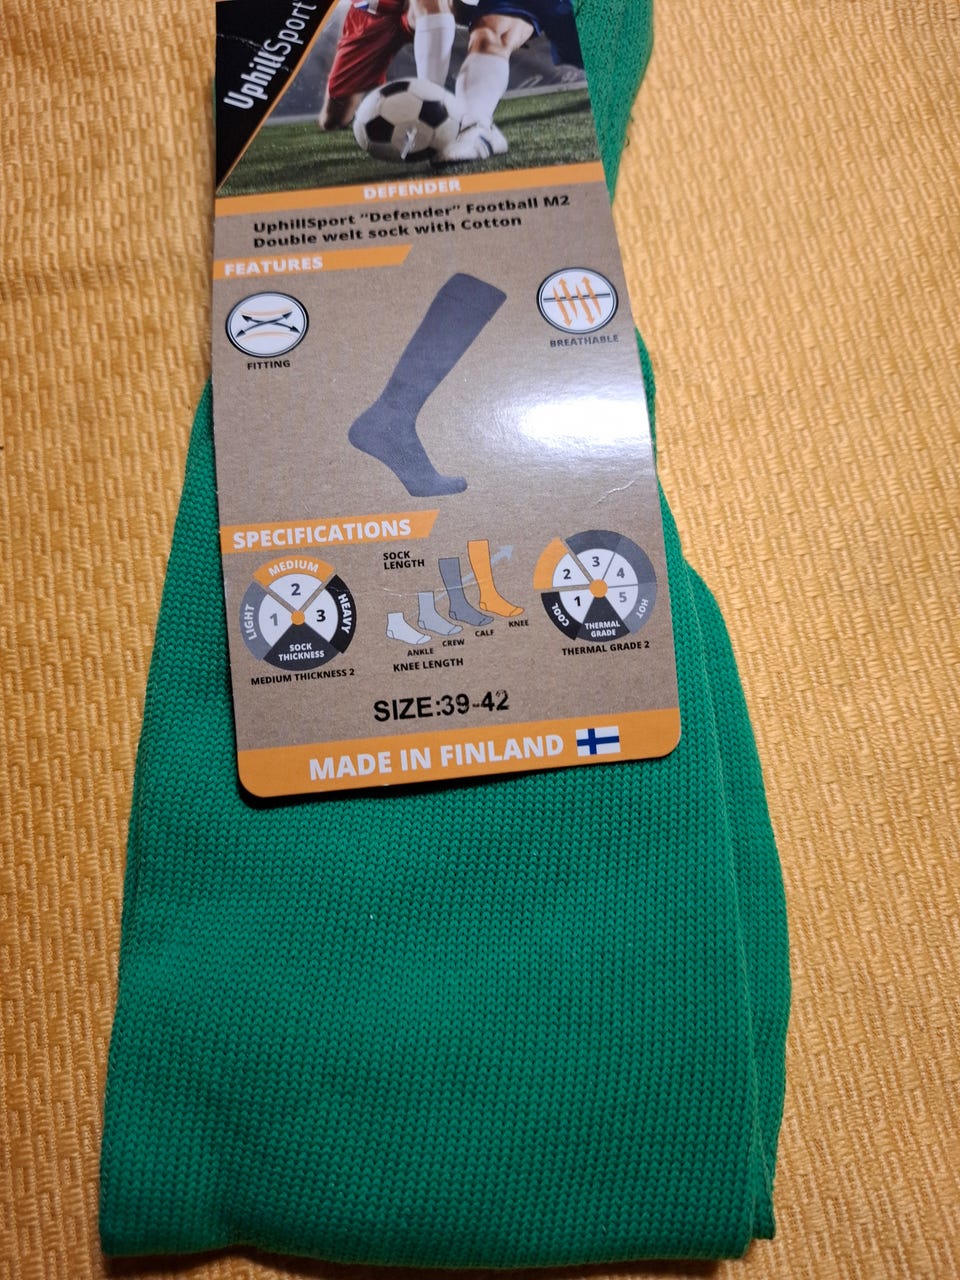 UphillSport
DEFENDER
UphillSport "Defender" Football M2
Double welt sock with Cotton
FEATURES
FITTING
BREATHABLE
SPECIFICATIONS
LIGHT
MEDIUM
HEAVY
1
2
3
SOCK
THICKNESS
MEDIUM THICKNESS 2
SOCK
LENGTH
ANKLE
CREW
CALF
KNEE
KNEE LENGTH
COOL
HOT
1
2
3
4
5
THERMAL
GRADE
THERMAL GRADE 2
SIZE:39-42
MADE IN FINLAND